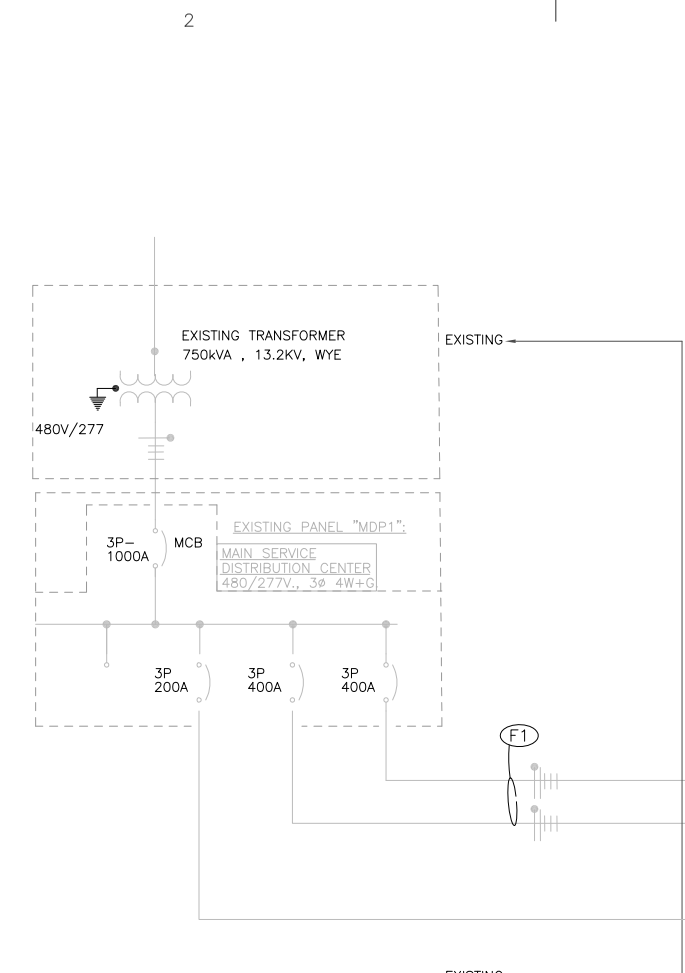 2
EXISTING TRANSFORMER
750kVA , 13.2KV, WYE
EXISTING
480V/277
EXISTING PANEL "MDP1":
3P-
1000A
MCB
MAIN SERVICE
DISTRIBUTION CENTER
480/277V., 3ø 4W+G
3P
200A
3P
400A
3P
400A
F1
EXISTING